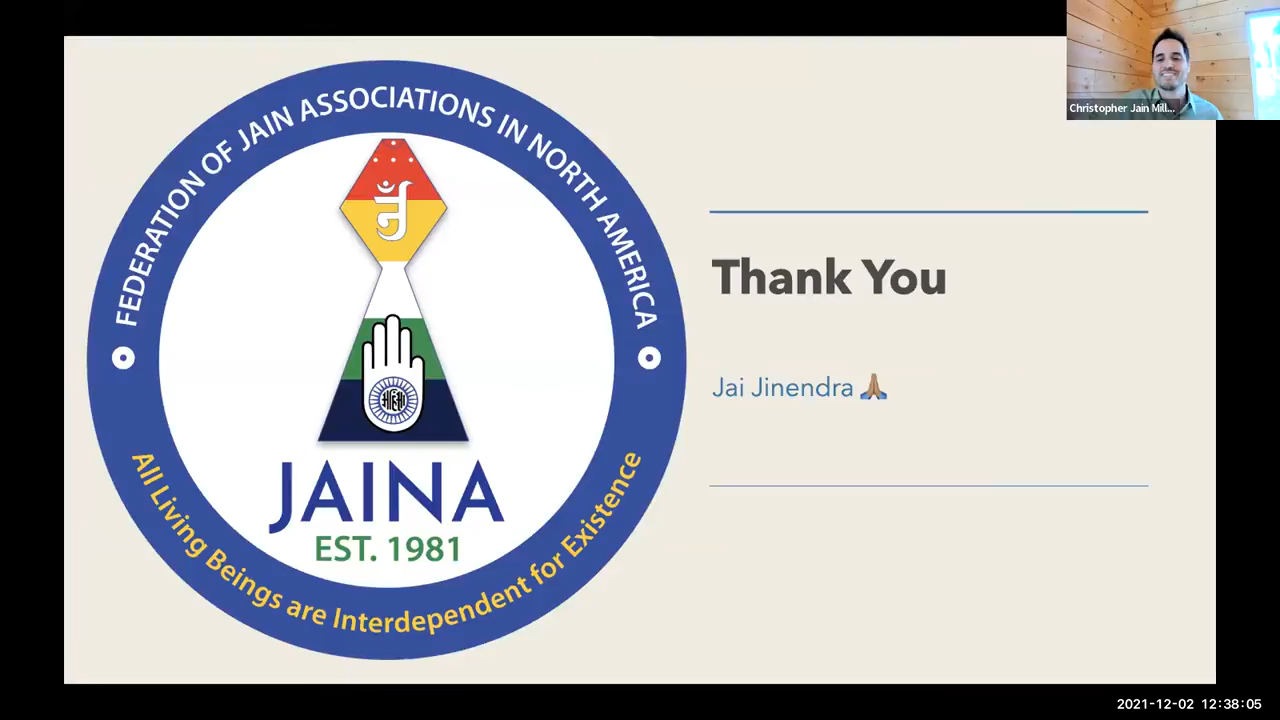 Christopher Jain Mill...
FEDERATION OF JAIN ASSOCIATIONS IN NORTH AMERICA
अहिंसा
JAINA
EST. 1981
All Living Beings are Interdependent for Existence
Thank You
Jai Jinendra 🙏🏽
2021-12-02 12:38:05